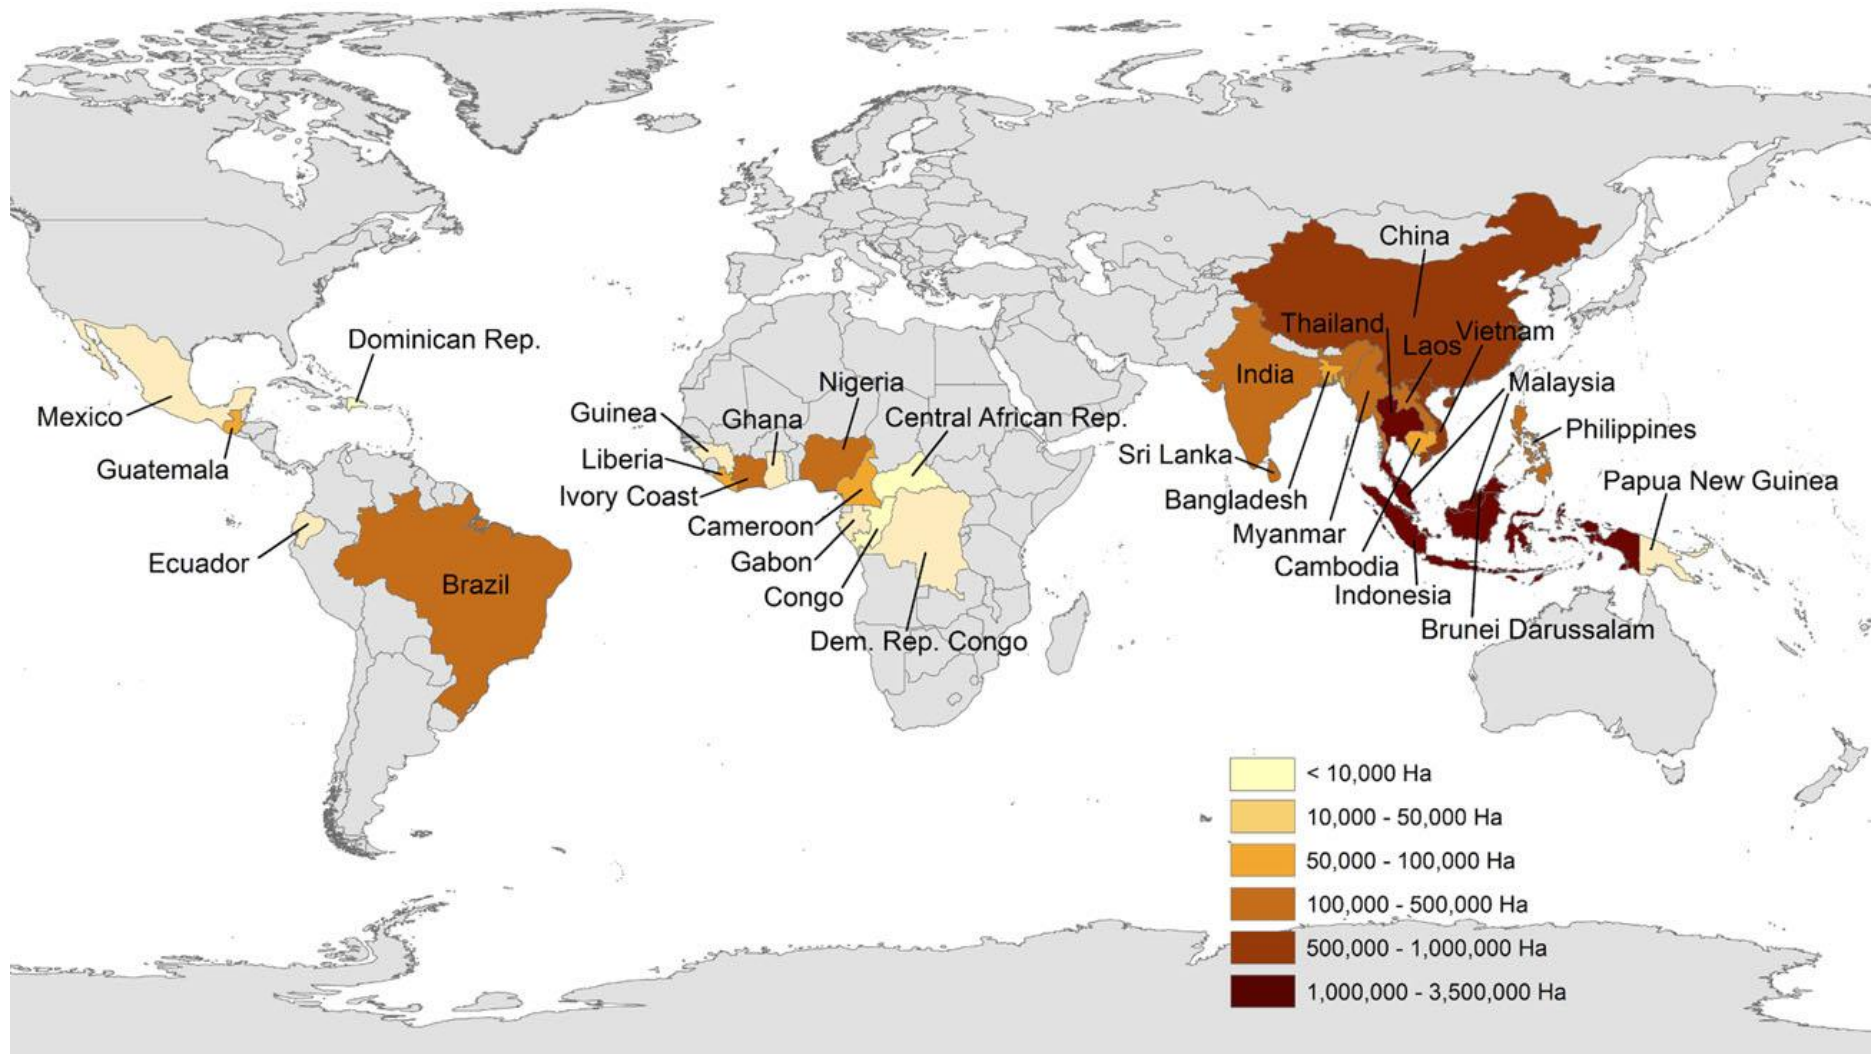 China
Thailand
Vietnam
Dominican Rep.
Laos
India
Malaysia
Nigeria
Mexico
Guinea
Ghana
Central African Rep.
Philippines
Guatemala
Liberia
Sri Lanka
Ivory Coast
Bangladesh
Papua New Guinea
Cameroon
Myanmar
Ecuador
Gabon
Cambodia
Brazil
Congo
Indonesia
Dem. Rep. Congo
Brunei Darussalam
< 10,000 Ha
10,000 - 50,000 Ha
50,000 - 100,000 Ha
100,000 - 500,000 Ha
500,000 - 1,000,000 Ha
1,000,000 - 3,500,000 Ha